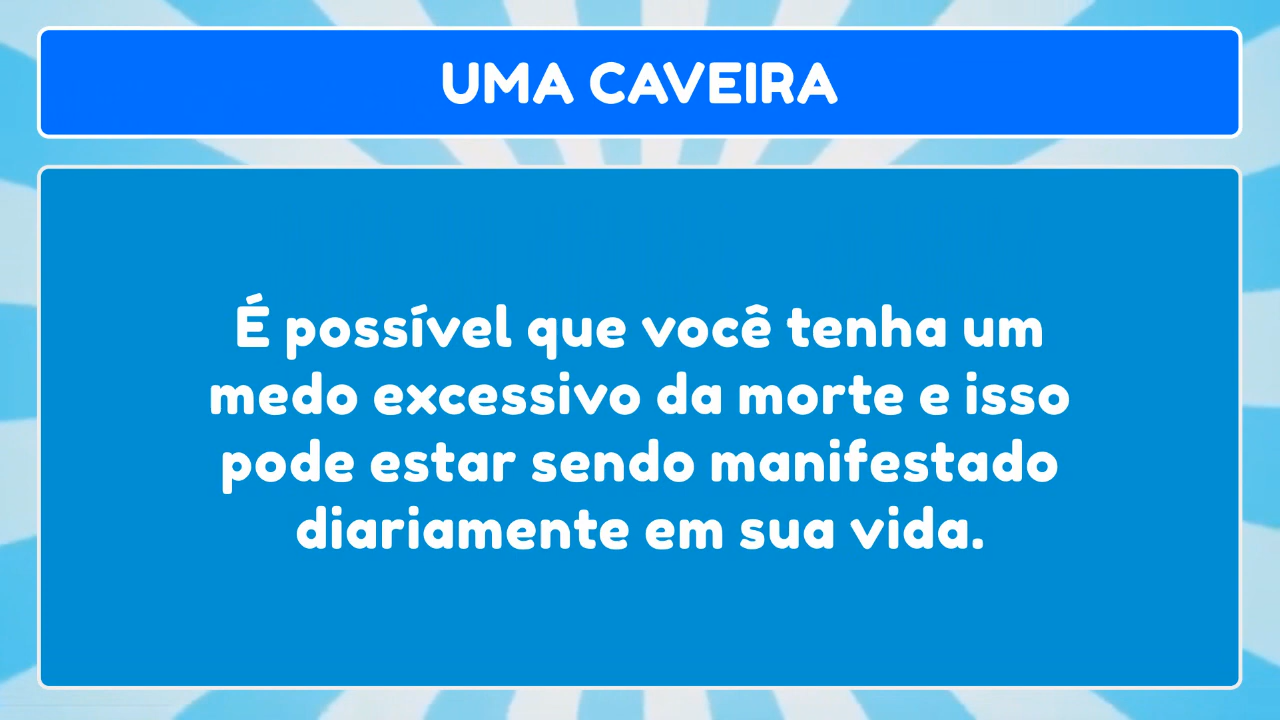 UMA CAVEIRA
É possível que você tenha um
medo excessivo da morte e isso
pode estar sendo manifestado
diariamente em sua vida.